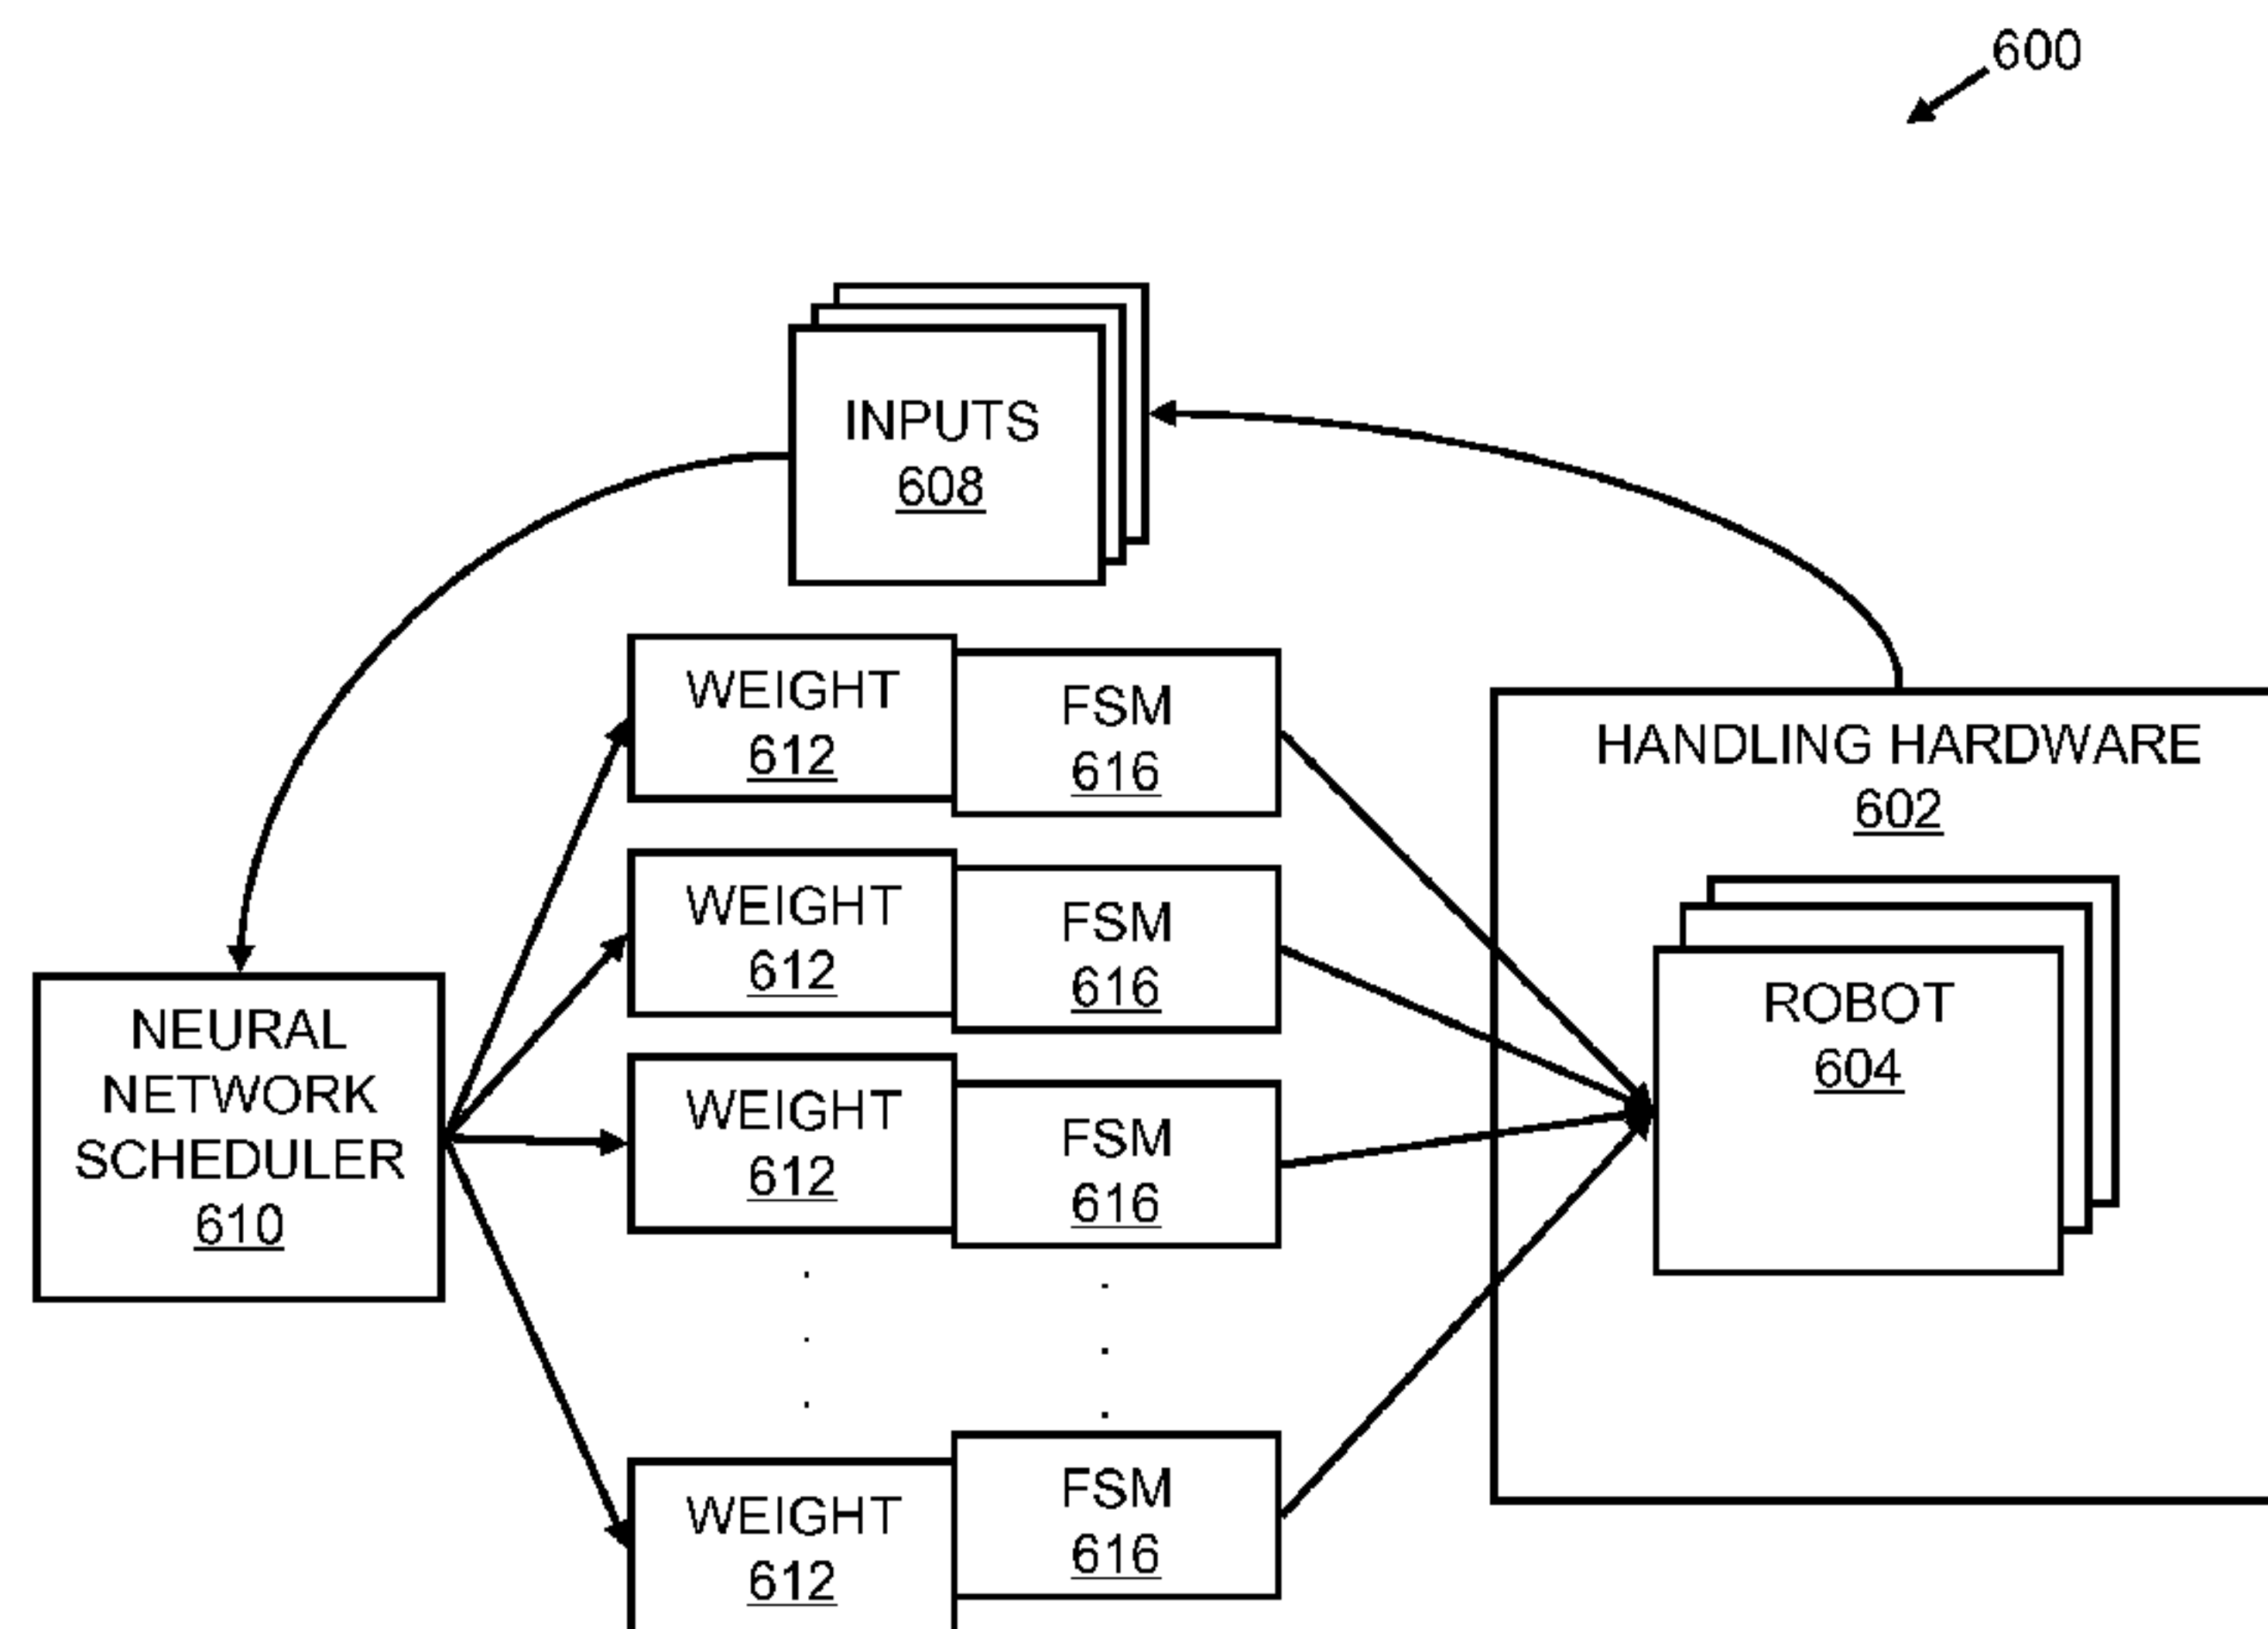 600
INPUTS
608
WEIGHT
612
FSM
616
HANDLING HARDWARE
602
WEIGHT
612
FSM
616
ROBOT
604
NEURAL
NETWORK
SCHEDULER
610
WEIGHT
612
FSM
616
WEIGHT
612
FSM
616